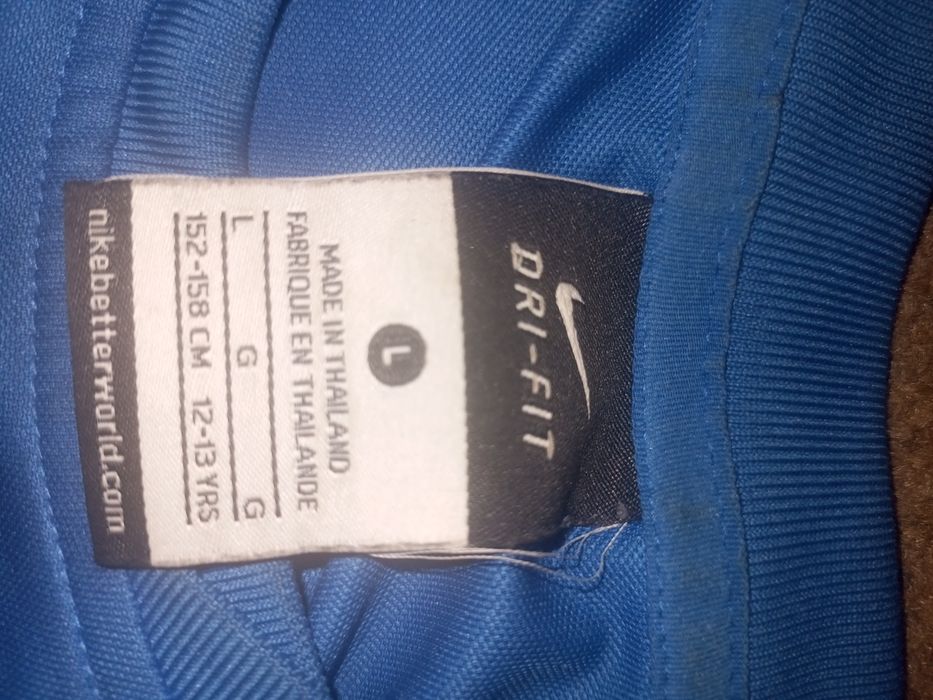 DRI-FIT
L
MADE IN THAILAND
FABRIQUE EN THAILANDE
L G G
152-158 CM 12-13 YRS
nikebetterworld.com